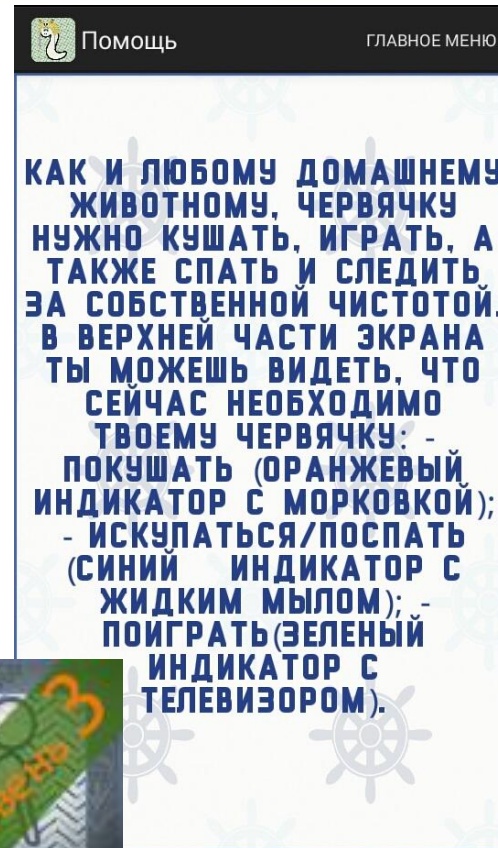 Помощь
ГЛАВНОЕ МЕНЮ
КАК И ЛЮБОМУ ДОМАШНЕМУ
ЖИВОТНОМУ, ЧЕРВЯЧКУ
НУЖНО КУШАТЬ, ИГРАТЬ, А
ТАКЖЕ СПАТЬ И СЛЕДИТЬ
ЗА СОБСТВЕННОЙ ЧИСТОТОЙ.
В ВЕРХНЕЙ ЧАСТИ ЭКРАНА
ТЫ МОЖЕШЬ ВИДЕТЬ, ЧТО
СЕЙЧАС НЕОБХОДИМО
ТВОЕМУ ЧЕРВЯЧКУ: -
ПОКУШАТЬ (ОРАНЖЕВЫЙ
ИНДИКАТОР С МОРКОВКОЙ);
- ИСКУПАТЬСЯ/ПОСПАТЬ
(СИНИЙ ИНДИКАТОР С
ЖИДКИМ МЫЛОМ); -
ПОИГРАТЬ(ЗЕЛЕНЫЙ
ИНДИКАТОР С
ТЕЛЕВИЗОРОМ).
3